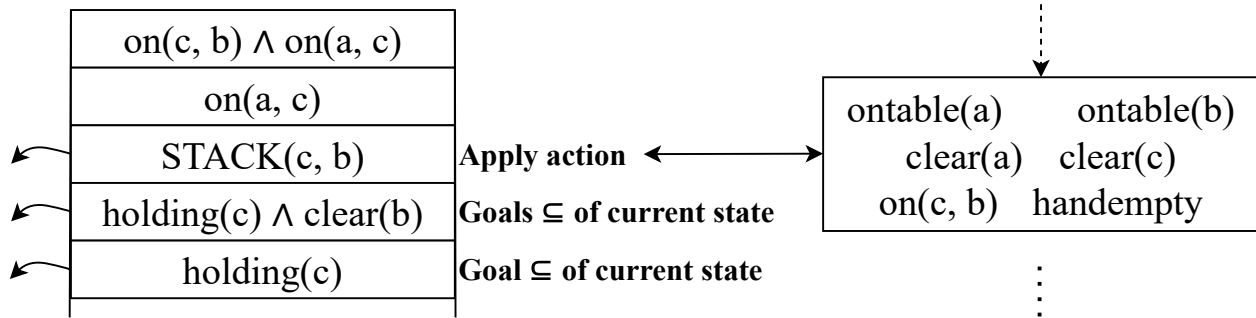 on(c, b) ∧ on(a, c)
on(a, c)
STACK(c, b)
Apply action
holding(c) ∧ clear(b)
Goals ⊆ of current state
holding(c)
Goal ⊆ of current state
ontable(a) ontable(b)
clear(a) clear(c)
on(c, b) handempty